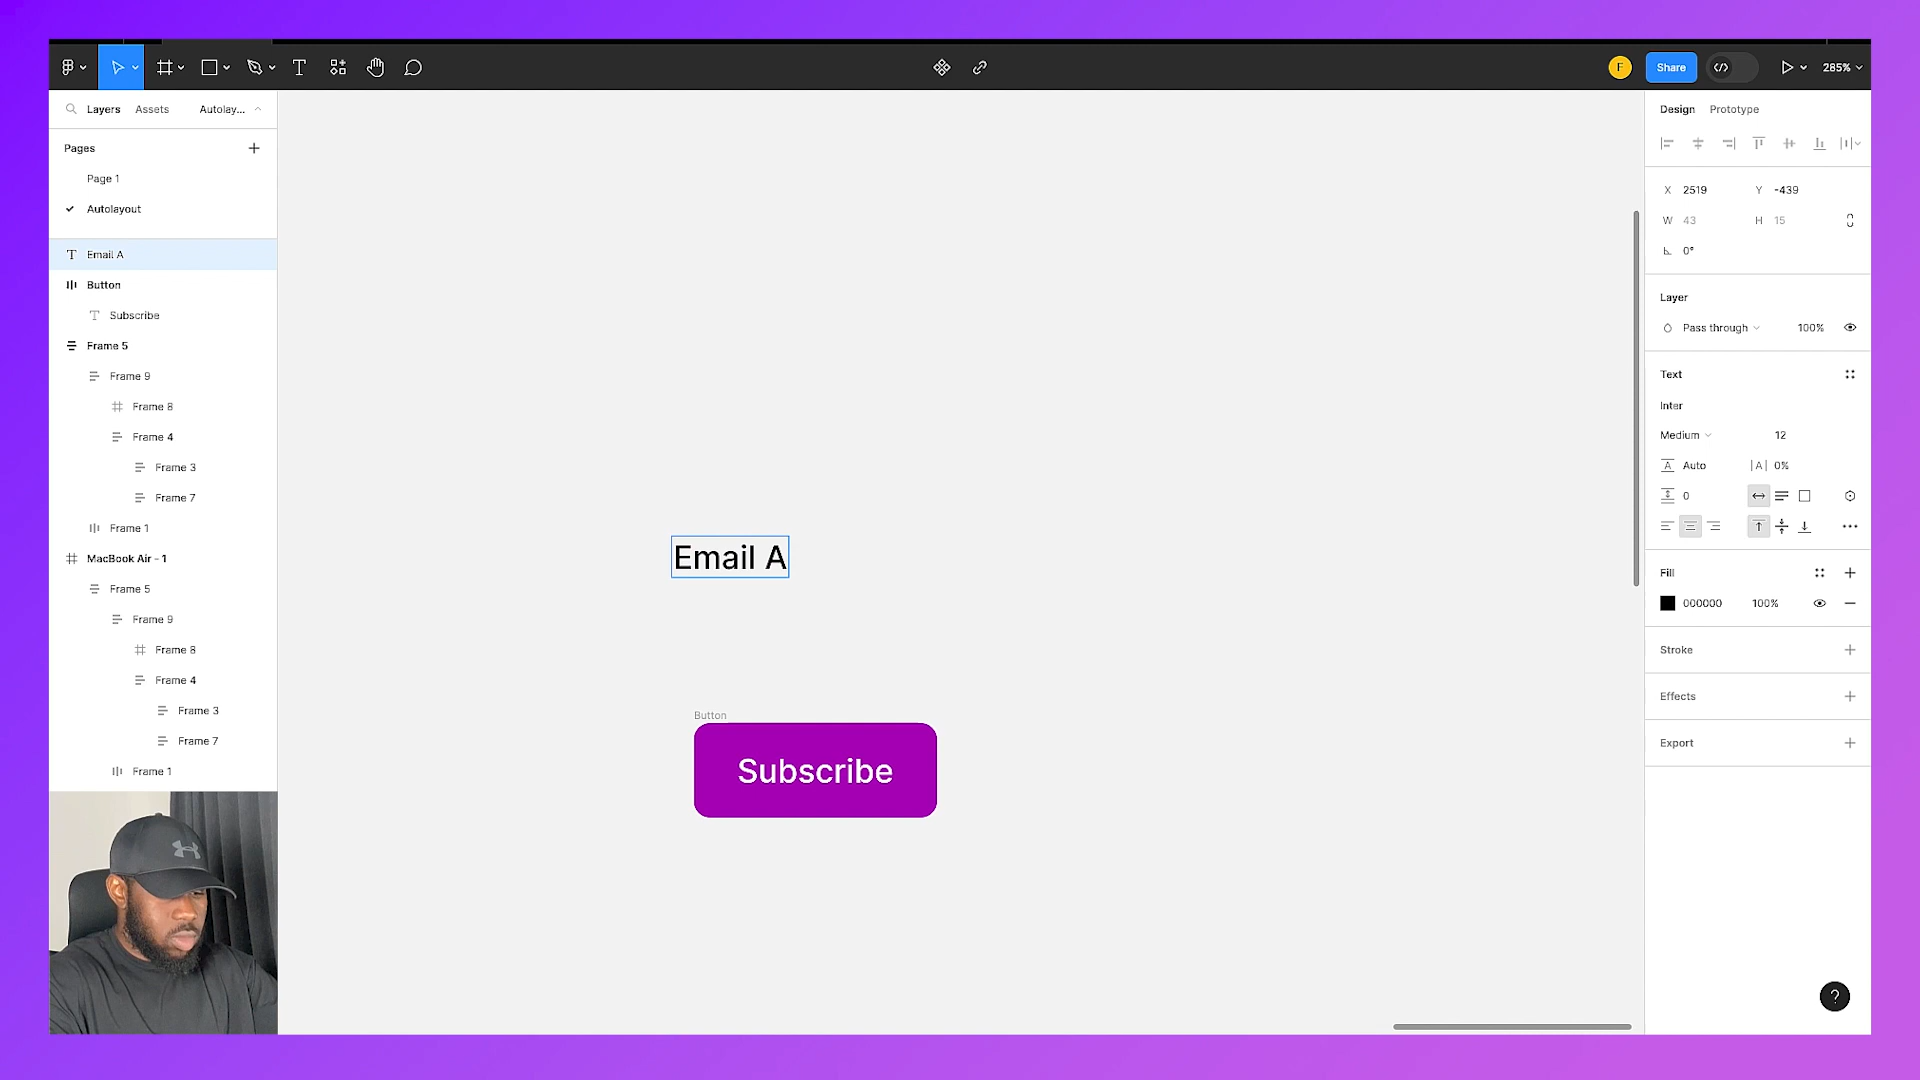 F
Share
285%
Layers
Assets
Autolay...
Pages
Page 1
Autolayout
Email A
Button
Subscribe
Frame 5
Frame 9
Frame 8
Frame 4
Frame 3
Frame 7
Frame 1
MacBook Air - 1
Frame 5
Frame 9
Frame 8
Frame 4
Frame 3
Frame 7
Frame 1
Email A
Button
Subscribe
Design
Prototype
X 2519
Y -439
W 43
H 15
0°
Layer
Pass through
100%
Text
Inter
Medium
12
A Auto
|A| 0%
0
Fill
000000
100%
Stroke
Effects
Export
?